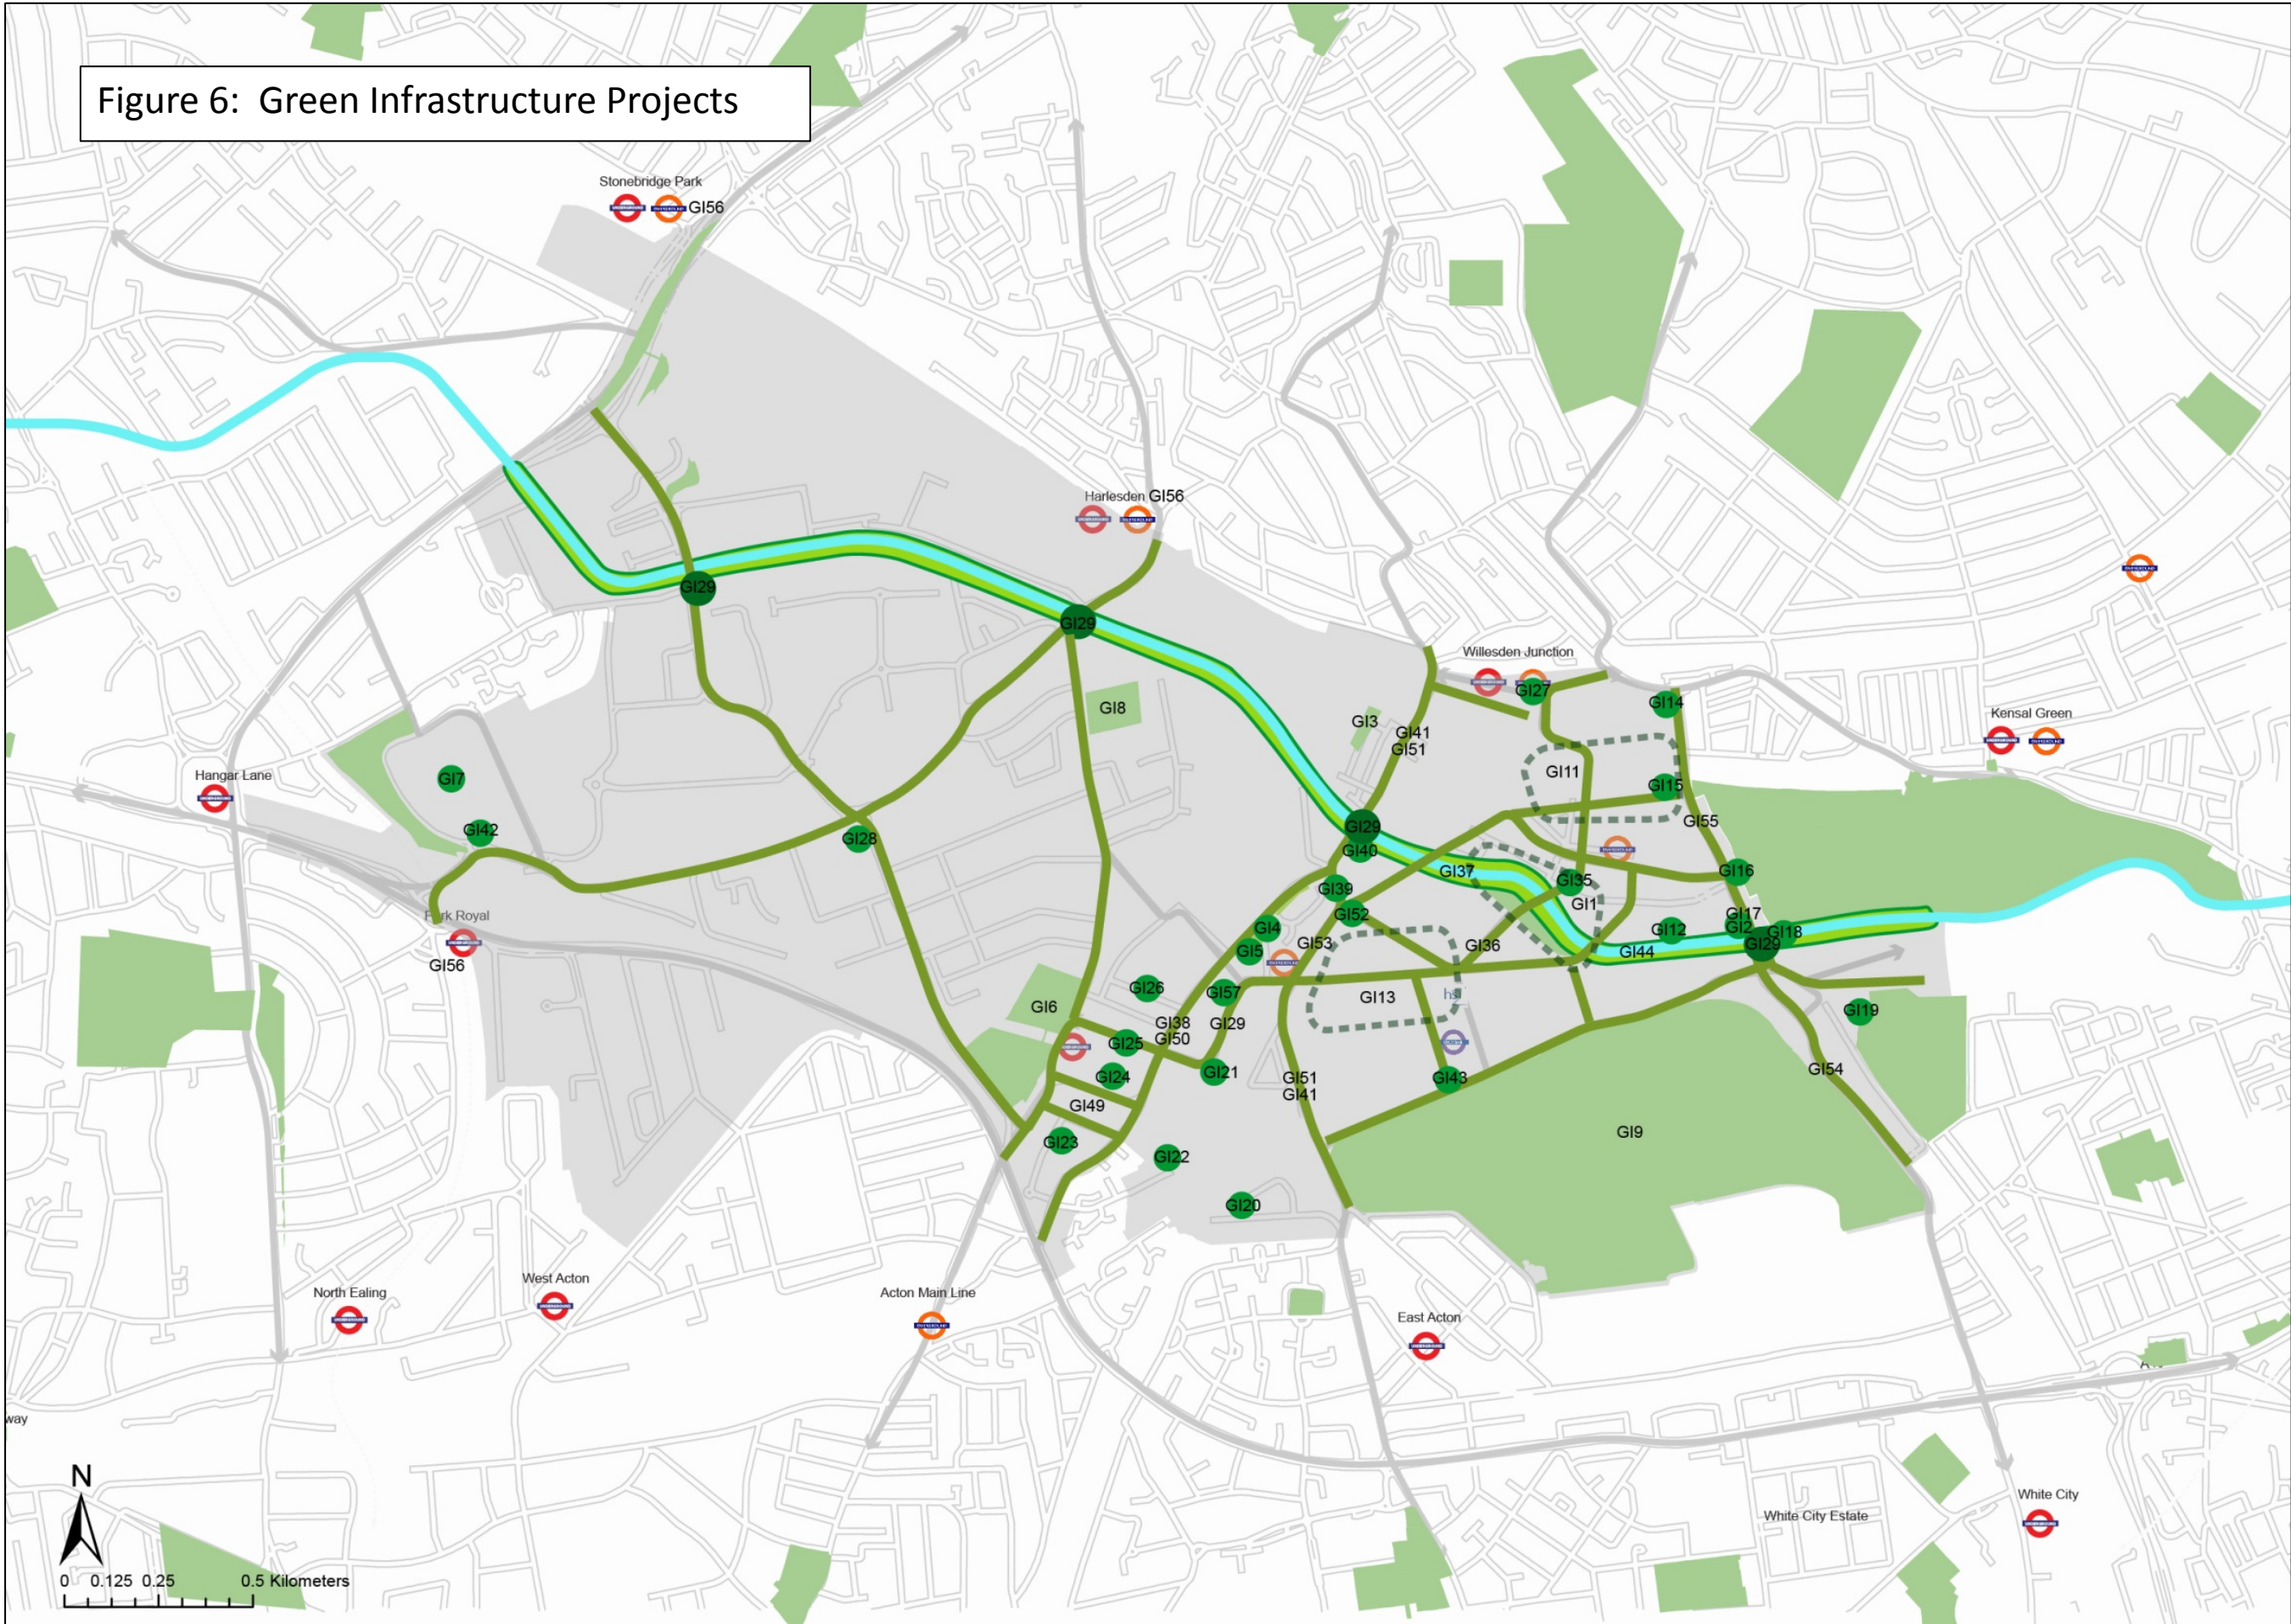 Figure 6:  Green Infrastructure Projects
Stonebridge Park
GI56
Harlesden GI56
GI29
GI29
Willesden Junction
GI27
GI14
GI8
GI3
GI41
GI51
Kensal Green
Hangar Lane
GI7
GI11
GI15
GI42
GI28
GI29
GI40
GI55
GI37
GI16
GI35
GI39
GI1
GI52
GI17
GI4
GI2
GI12
GI18
GI29
Park Royal
GI5
GI53
GI36
GI44
GI56
GI26
GI57
GI13
GI6
GI19
GI38
GI50
GI29
GI25
GI21
GI24
GI51
GI41
GI43
GI54
GI49
GI23
GI22
GI9
GI20
West Acton
North Ealing
Acton Main Line
East Acton
way
N
White City
White City Estate
0 0.125 0.25 0.5 Kilometers